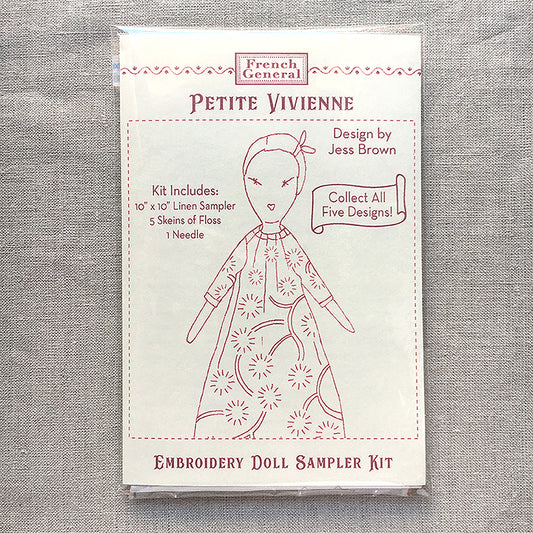 French
General
Petite Vivienne
Design by
Jess Brown
Kit Includes:
10" x 10" Linen Sampler
5 Skeins of Floss
1 Needle
Collect All
Five Designs!
Embroidery Doll Sampler Kit